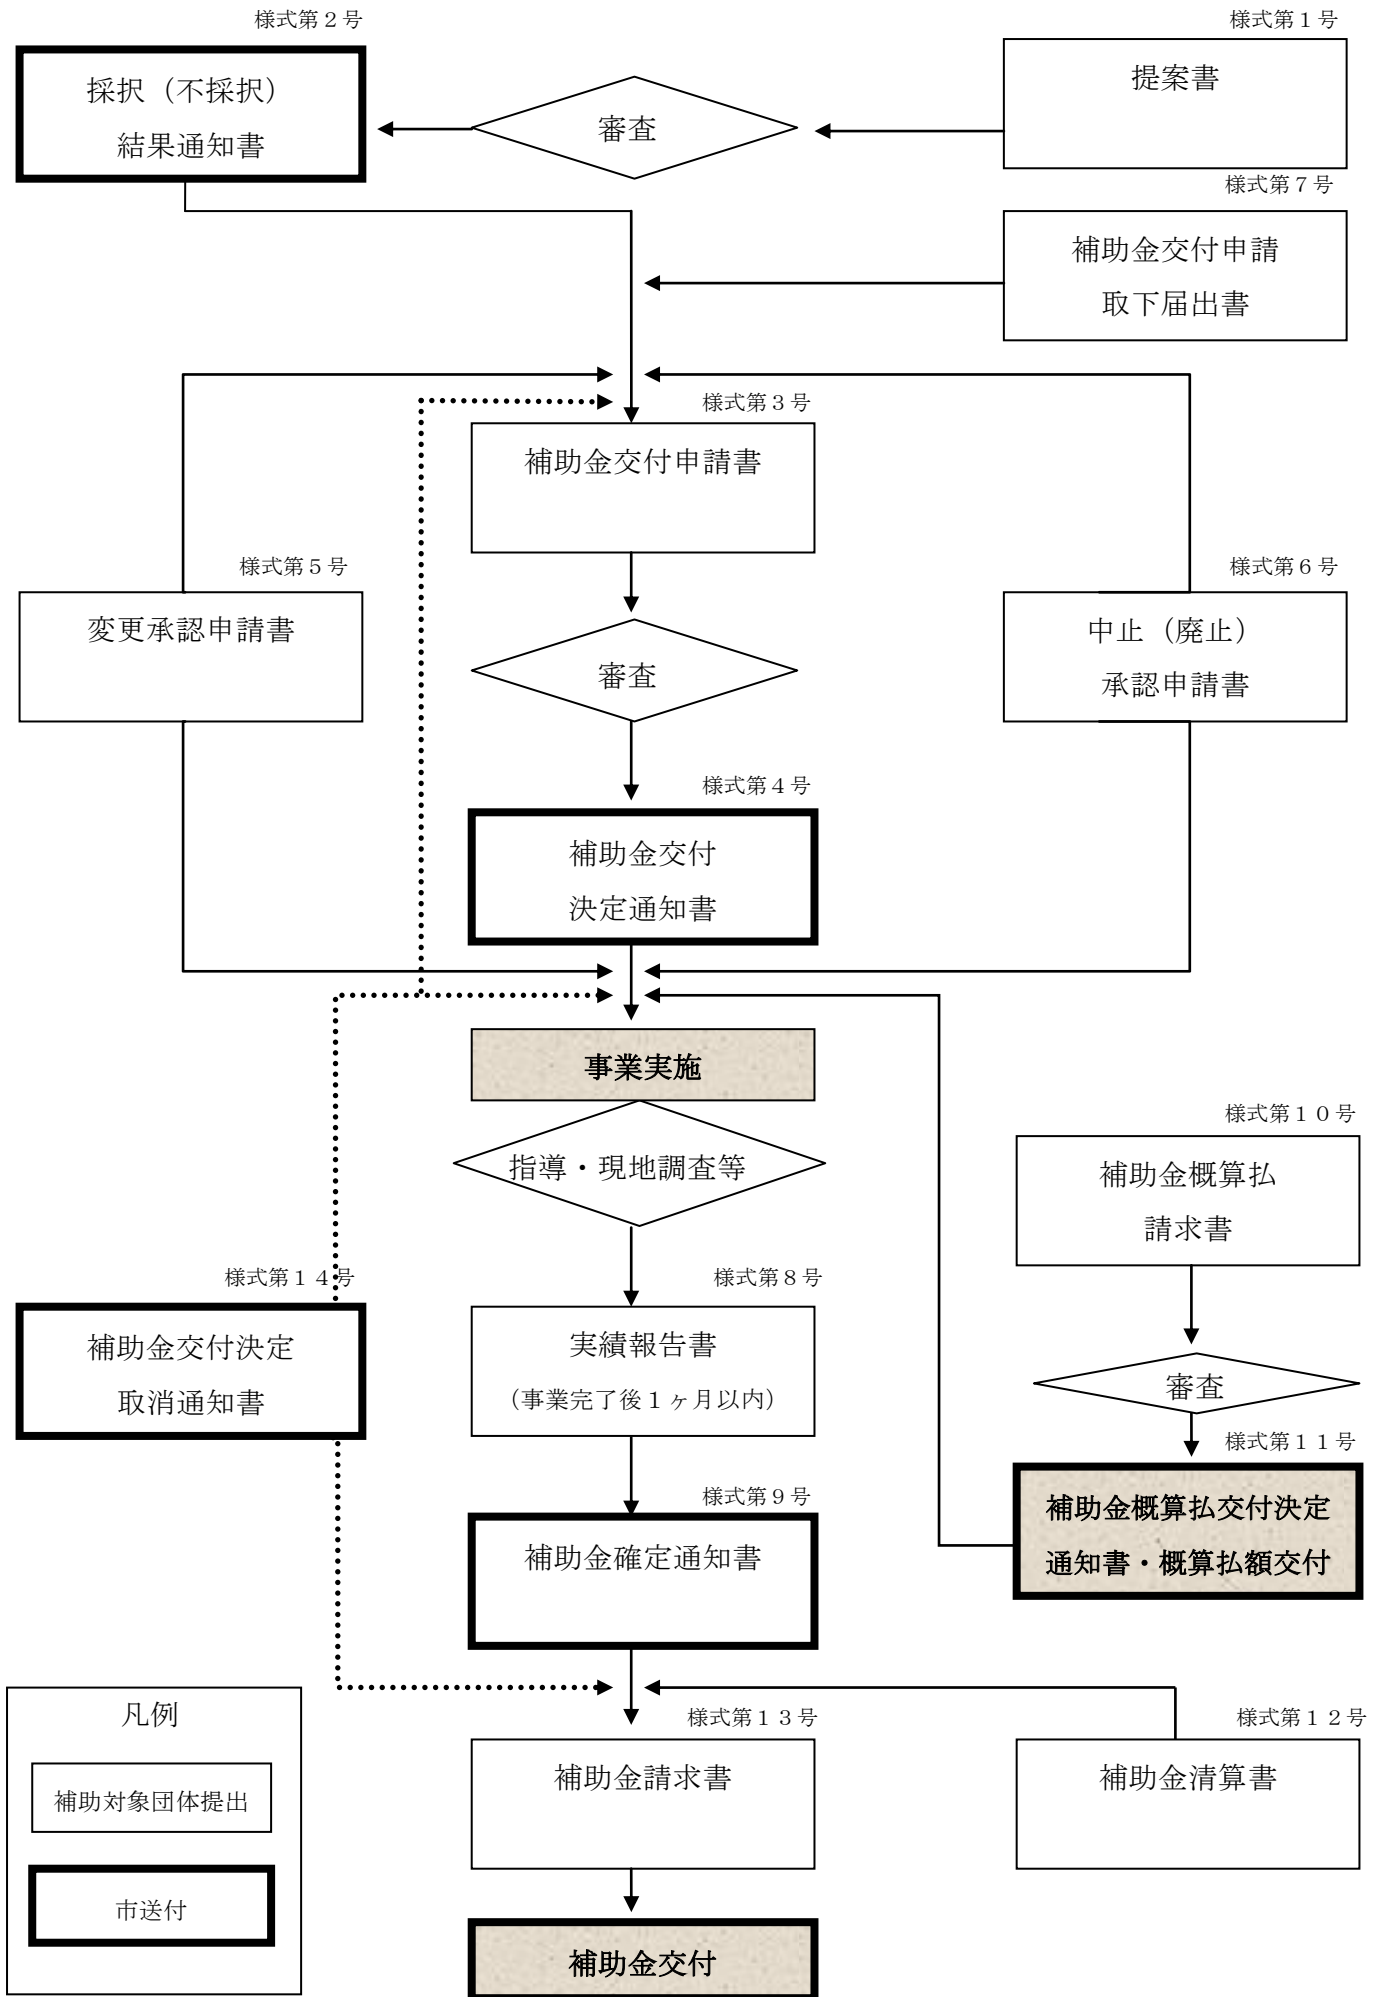 様式第２号
採択（不採択）
結果通知書
審査
様式第１号
提案書
様式第７号
補助金交付申請
取下届出書
様式第３号
補助金交付申請書
様式第５号
変更承認申請書
審査
様式第６号
中止（廃止）
承認申請書
様式第４号
補助金交付
決定通知書
事業実施
指導・現地調査等
様式第１０号
補助金概算払
請求書
審査
様式第１１号
補助金概算払交付決定
通知書・概算払額交付
様式第１４号
補助金交付決定
取消通知書
様式第８号
実績報告書
（事業完了後１ヶ月以内）
様式第９号
補助金確定通知書
様式第１３号
補助金請求書
様式第１２号
補助金清算書
補助金交付
凡例
補助対象団体提出
市送付